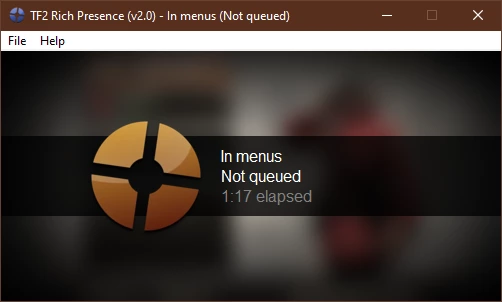 TF2 Rich Presence (v2.0) - In menus (Not queued)
File Help
In menus
Not queued
1:17 elapsed